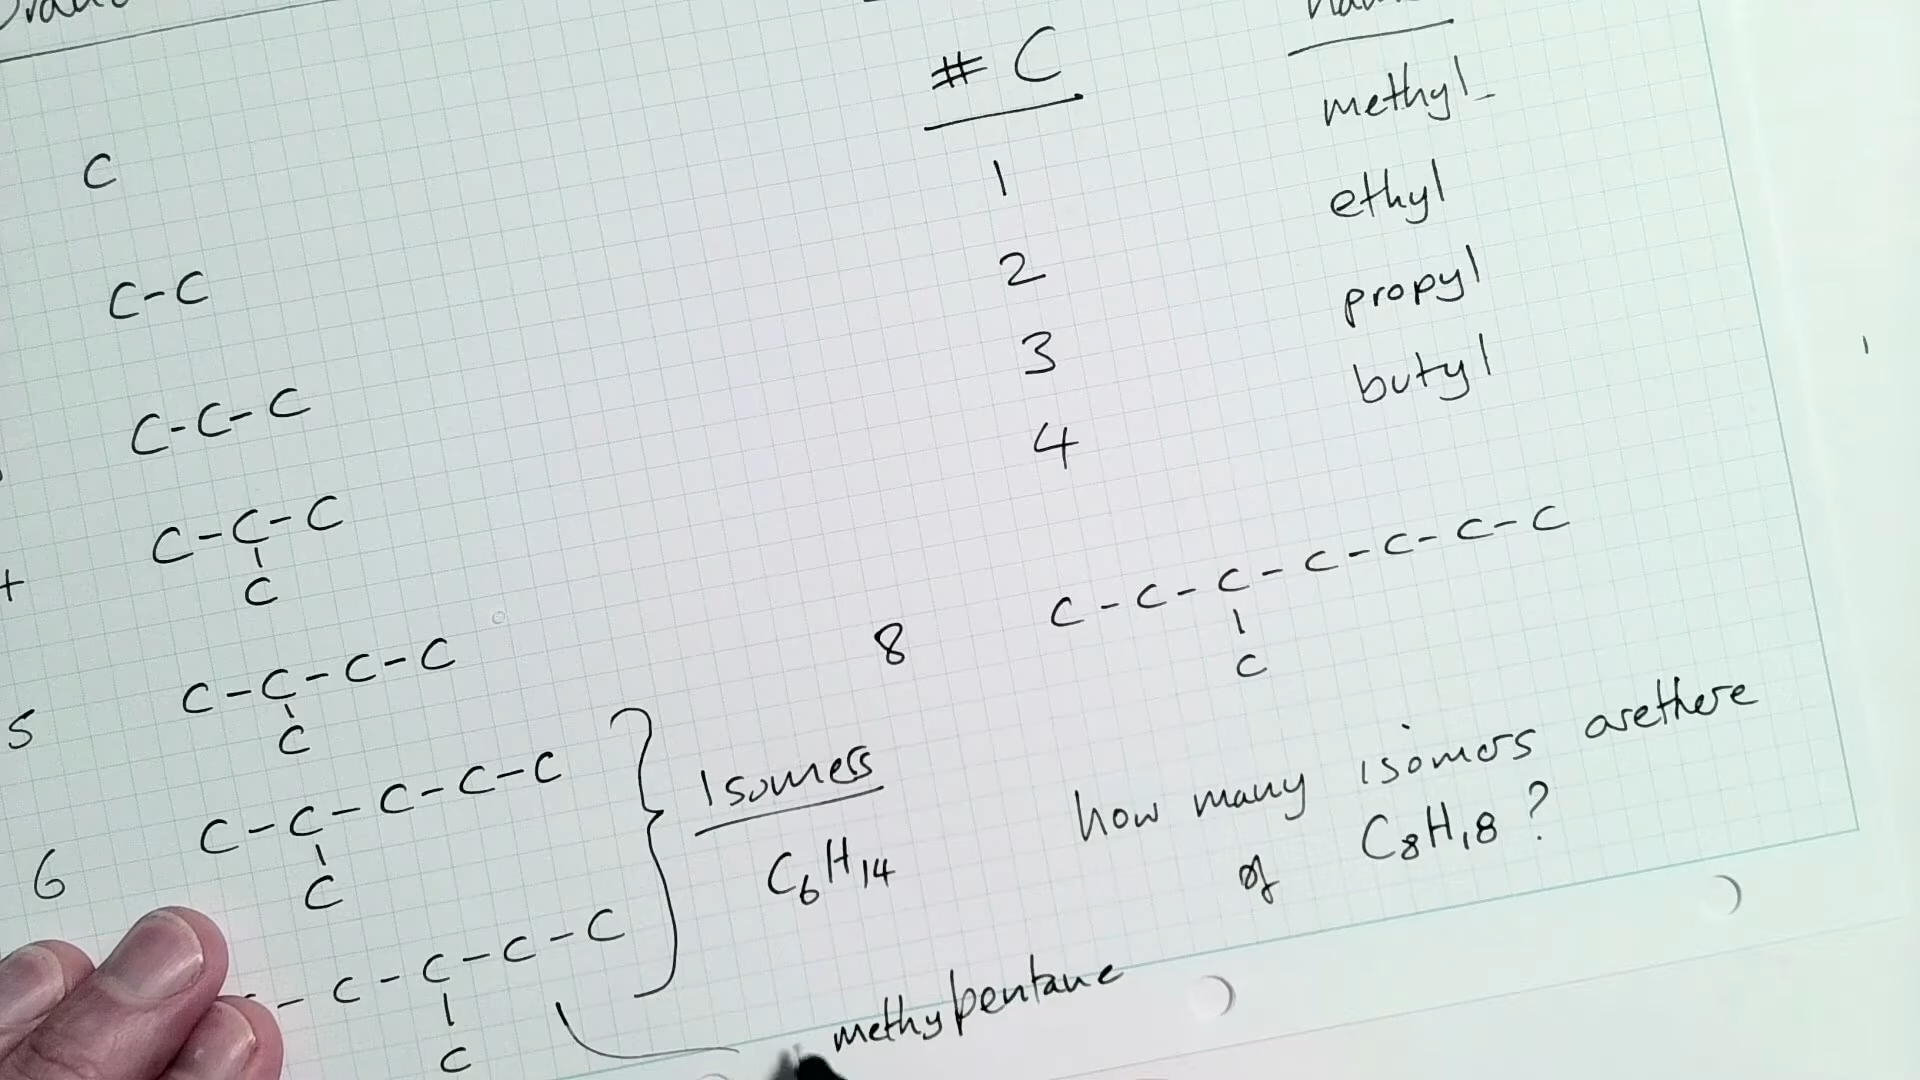 # C
methyl
C
1
ethyl
C-C
2
propyl
C-C-C
3
butyl
C-C-C
C
4
5
C-C-C-C
C
8
C-C-C-C-C-C-C
C
6
C-C-C-C-C
C
Isomers
C6H14
how many isomers arethere
of C8H18 ?
-C-C-C-C
C
methypentane